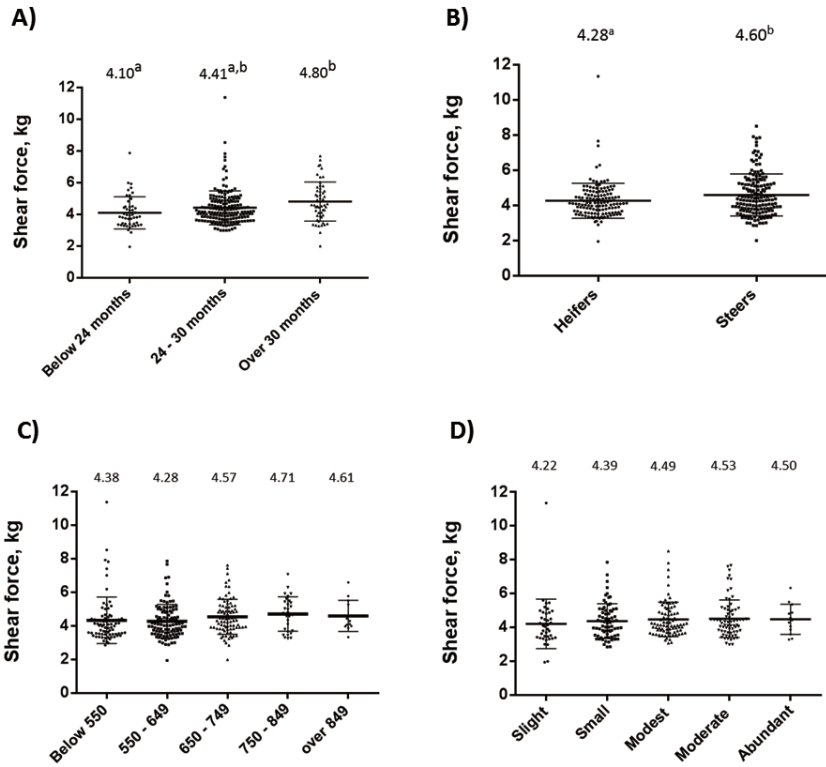 A)
4.10a 4.41a,b 4.80b
Shear force, kg
12
10
8
6
4
2
0
Below 24 months
24 - 30 months
Over 30 months
B)
4.28a 4.60b
Shear force, kg
12
10
8
6
4
2
0
Heifers
Steers
C)
4.38 4.28 4.57 4.71 4.61
Shear force, kg
12
10
8
6
4
2
0
Below 550
550 - 649
650 - 749
750 - 849
over 849
D)
4.22 4.39 4.49 4.53 4.50
Shear force, kg
12
10
8
6
4
2
0
Slight
Small
Modest
Moderate
Abundant